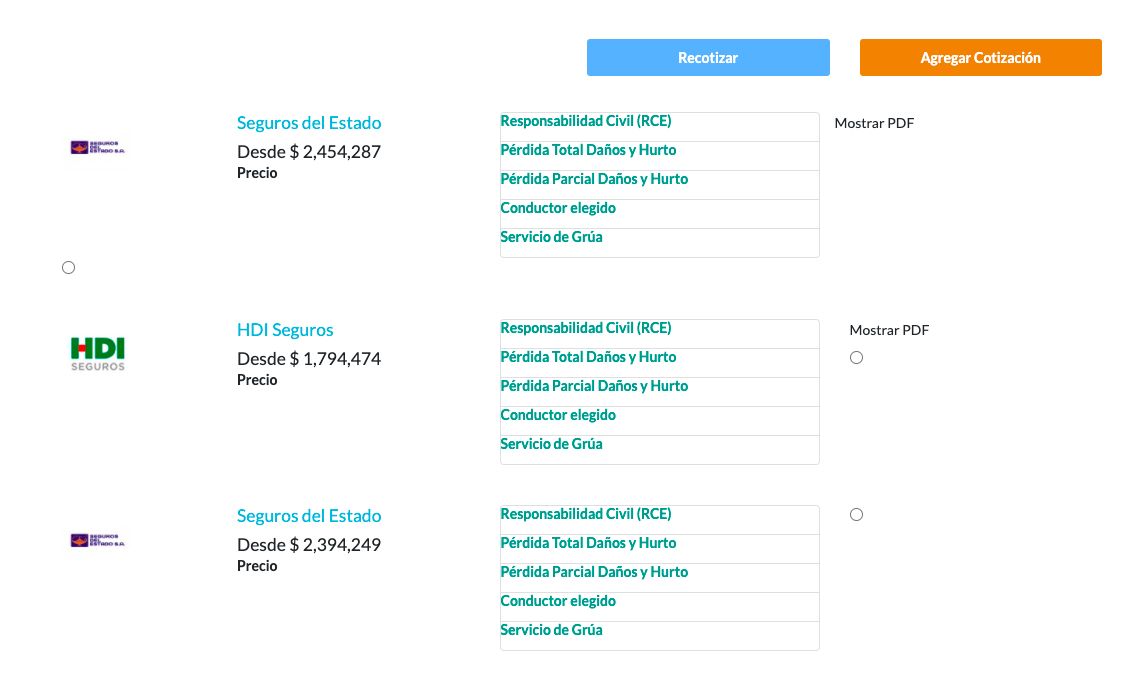 Recotizar
Agregar Cotización
SEGUROS
DEL
ESTADO S.A.
Seguros del Estado
Desde $ 2,454,287
Precio
Responsabilidad Civil (RCE)
Pérdida Total Daños y Hurto
Pérdida Parcial Daños y Hurto
Conductor elegido
Servicio de Grúa
Mostrar PDF
HDI
SEGUROS
HDI Seguros
Desde $ 1,794,474
Precio
Responsabilidad Civil (RCE)
Pérdida Total Daños y Hurto
Pérdida Parcial Daños y Hurto
Conductor elegido
Servicio de Grúa
Mostrar PDF
SEGUROS
DEL
ESTADO S.A.
Seguros del Estado
Desde $ 2,394,249
Precio
Responsabilidad Civil (RCE)
Pérdida Total Daños y Hurto
Pérdida Parcial Daños y Hurto
Conductor elegido
Servicio de Grúa